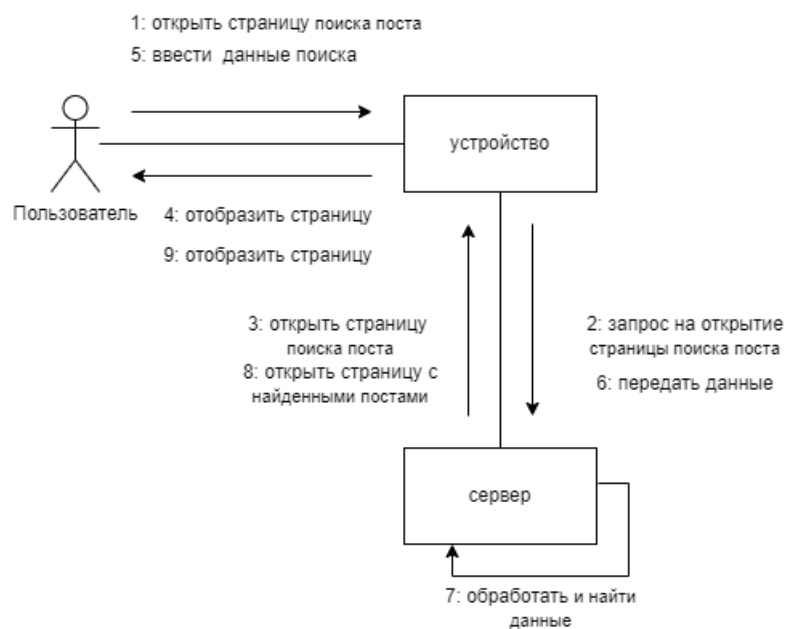 1: открыть страницу поиска поста
5: ввести данные поиска
устройство
Пользователь
4: отобразить страницу
9: отобразить страницу
3: открыть страницу
поиска поста
8: открыть страницу с
найденными постами
2: запрос на открытие
страницы поиска поста
6: передать данные
сервер
7: обработать и найти
данные